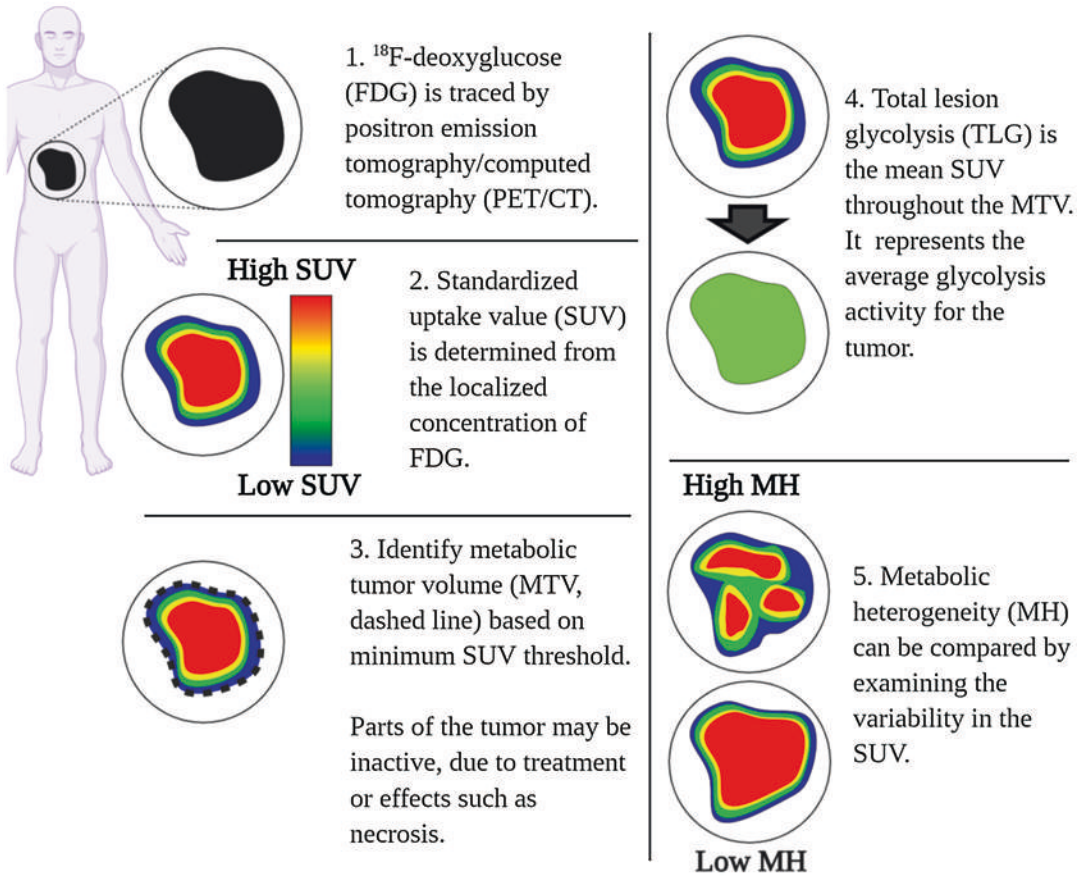 1. ¹⁸F-deoxyglucose
(FDG) is traced by
positron emission
tomography/computed
tomography (PET/CT).
High SUV
Low SUV
2. Standardized
uptake value (SUV)
is determined from
the localized
concentration of
FDG.
3. Identify metabolic
tumor volume (MTV,
dashed line) based on
minimum SUV threshold.
Parts of the tumor may be
inactive, due to treatment
or effects such as
necrosis.
4. Total lesion
glycolysis (TLG) is
the mean SUV
throughout the MTV.
It represents the
average glycolysis
activity for the
tumor.
High MH
5. Metabolic
heterogeneity (MH)
can be compared by
examining the
variability in the
SUV.
Low MH